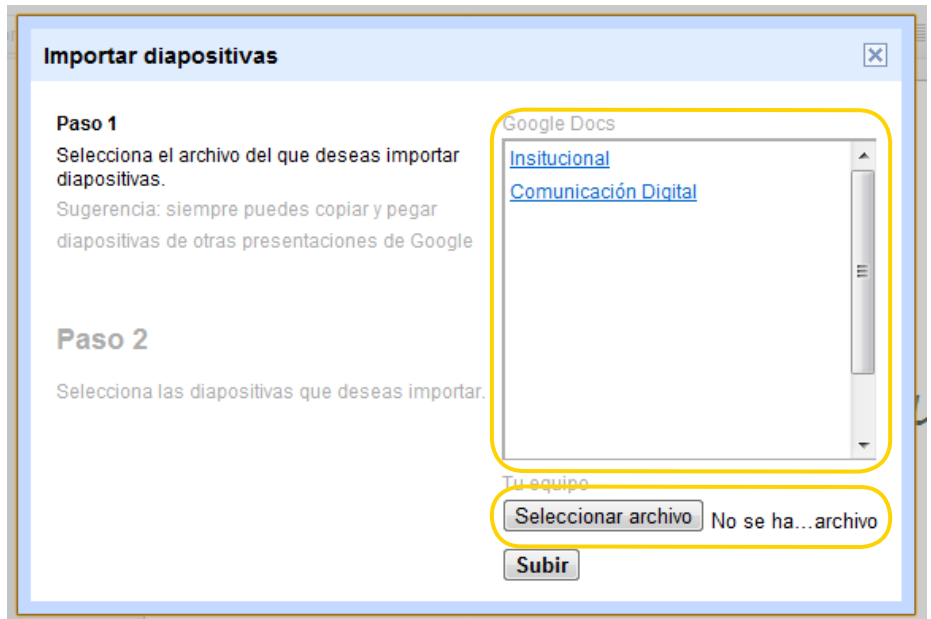 Importar diapositivas
Paso 1
Selecciona el archivo del que deseas importar
diapositivas.
Sugerencia: siempre puedes copiar y pegar
diapositivas de otras presentaciones de Google
Paso 2
Selecciona las diapositivas que deseas importar.
Google Docs
Insitucional
Comunicación Digital
Tu equipo
Seleccionar archivo No se ha...archivo
Subir